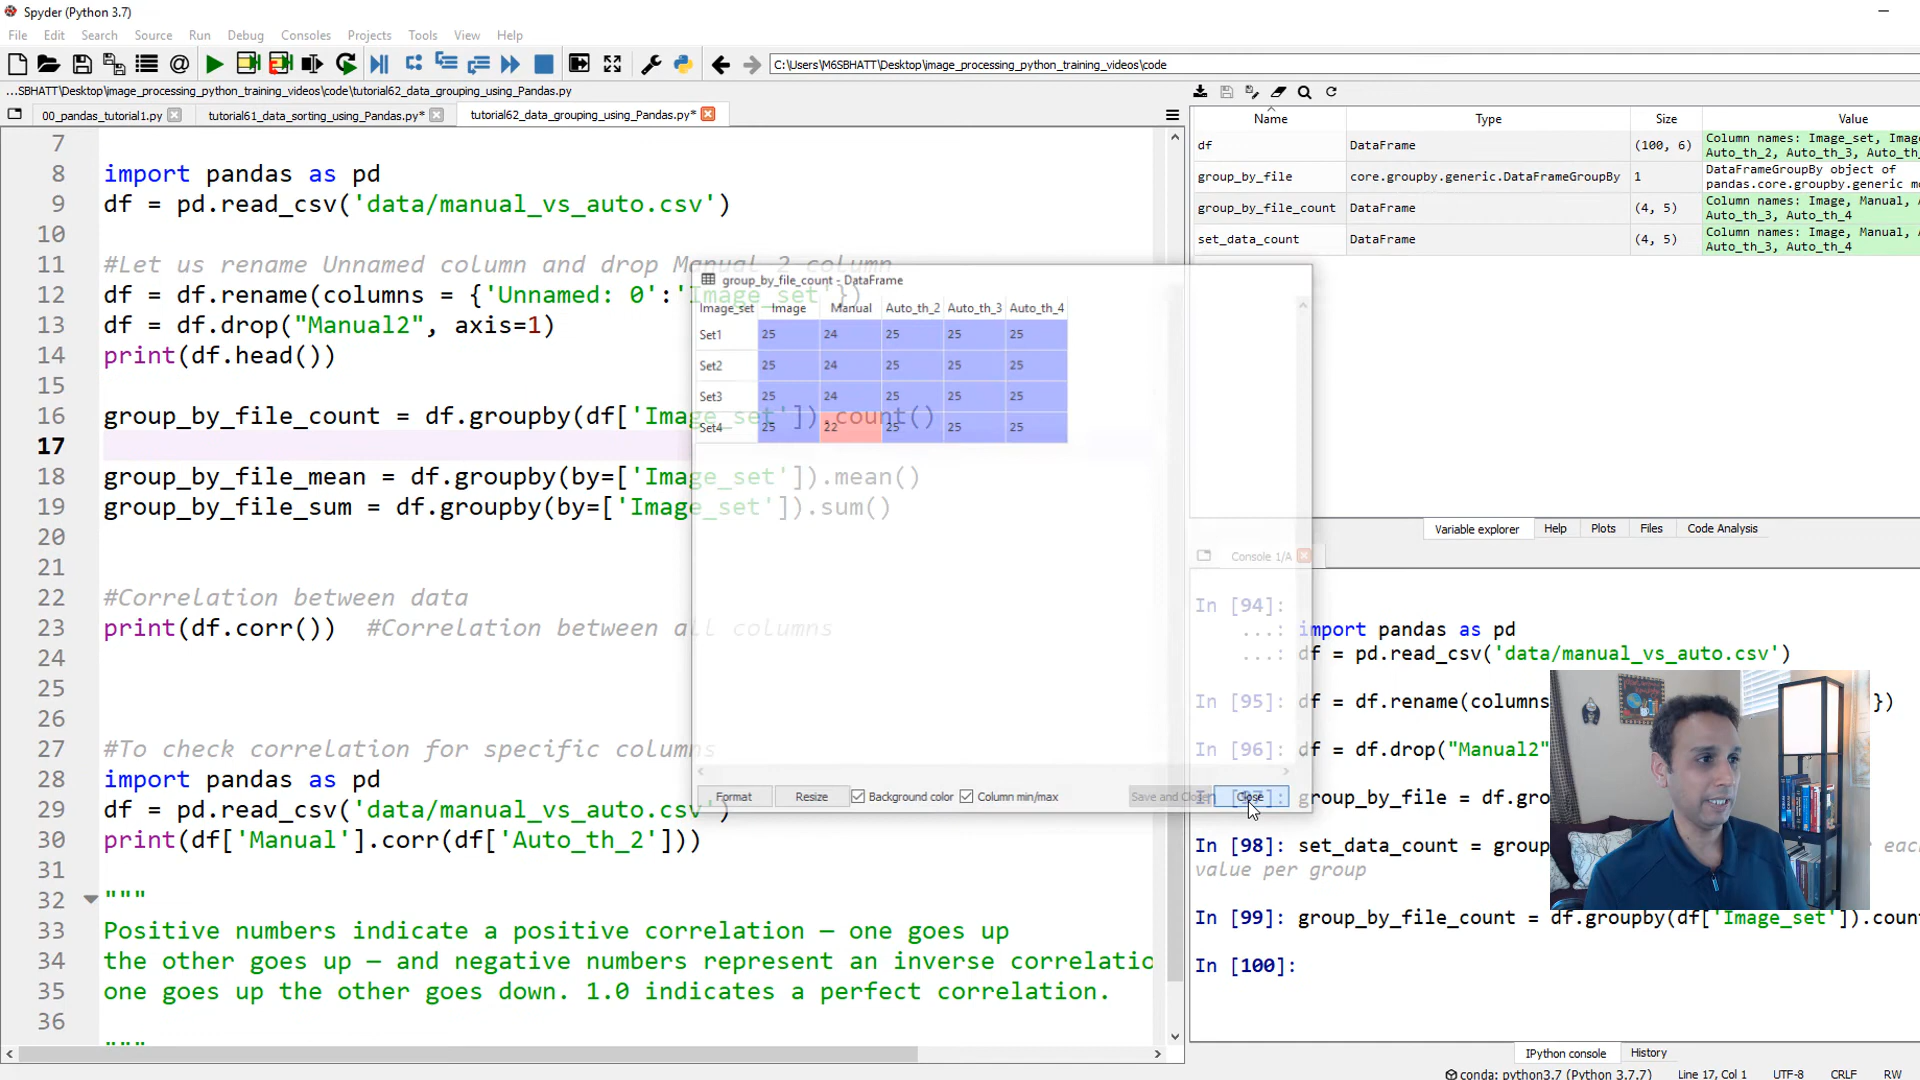 Spyder (Python 3.7)
File Edit Search Source Run Debug Consoles Projects Tools View Help
C:\Users\M6SBHATT\Desktop\image_processing_python_training_videos\code
...SBHATT\Desktop\image_processing_python_training_videos\code\tutorial62_data_grouping_using_Pandas.py
00_pandas_tutorial1.py tutorial61_data_sorting_using_Pandas.py* tutorial62_data_grouping_using_Pandas.py*
7
8 import pandas as pd
9 df = pd.read_csv('data/manual_vs_auto.csv')
10
11 #Let us rename Unnamed column and drop Manual 2 column
12 df = df.rename(columns = {'Unnamed: 0':'Image_set'})
13 df = df.drop("Manual2", axis=1)
14 print(df.head())
15
16 group_by_file_count = df.groupby(df['Image_set']).count()
17
18 group_by_file_mean = df.groupby(by=['Image_set']).mean()
19 group_by_file_sum = df.groupby(by=['Image_set']).sum()
20
21
22 #Correlation between data
23 print(df.corr()) #Correlation between all columns
24
25
26
27 #To check correlation for specific columns
28 import pandas as pd
29 df = pd.read_csv('data/manual_vs_auto.csv')
30 print(df['Manual'].corr(df['Auto_th_2']))
31
32 """
33 Positive numbers indicate a positive correlation — one goes up
34 the other goes up — and negative numbers represent an inverse correlatio
35 one goes up the other goes down. 1.0 indicates a perfect correlation.
36
"""
group_by_file_count - DataFrame
Image_set Image Manual Auto_th_2 Auto_th_3 Auto_th_4
Set1 25 24 25 25 25
Set2 25 24 25 25 25
Set3 25 24 25 25 25
Set4 25 22 25 25 25
Format Resize Background color Column min/max Save and Close Close
Name Type Size Value
df DataFrame (100, 6) Column names: Image_set, Imag
Auto_th_2, Auto_th_3, Auto_th
group_by_file core.groupby.generic.DataFrameGroupBy 1 DataFrameGroupBy object of
pandas.core.groupby.generic m
group_by_file_count DataFrame (4, 5) Column names: Image, Manual,
Auto_th_3, Auto_th_4
set_data_count DataFrame (4, 5) Column names: Image, Manual,
Auto_th_3, Auto_th_4
Variable explorer Help Plots Files Code Analysis
Console 1/A
In [94]:
...: import pandas as pd
...: df = pd.read_csv('data/manual_vs_auto.csv')
In [95]: df = df.rename(columns })
In [96]: df = df.drop("Manual2"
In [97]: group_by_file = df.gro
In [98]: set_data_count = group eac
value per group
In [99]: group_by_file_count = df.groupby(df['Image_set']).coun
In [100]:
IPython console History
conda: python3.7 (Python 3.7.7) Line 17, Col 1 UTF-8 CRLF RW